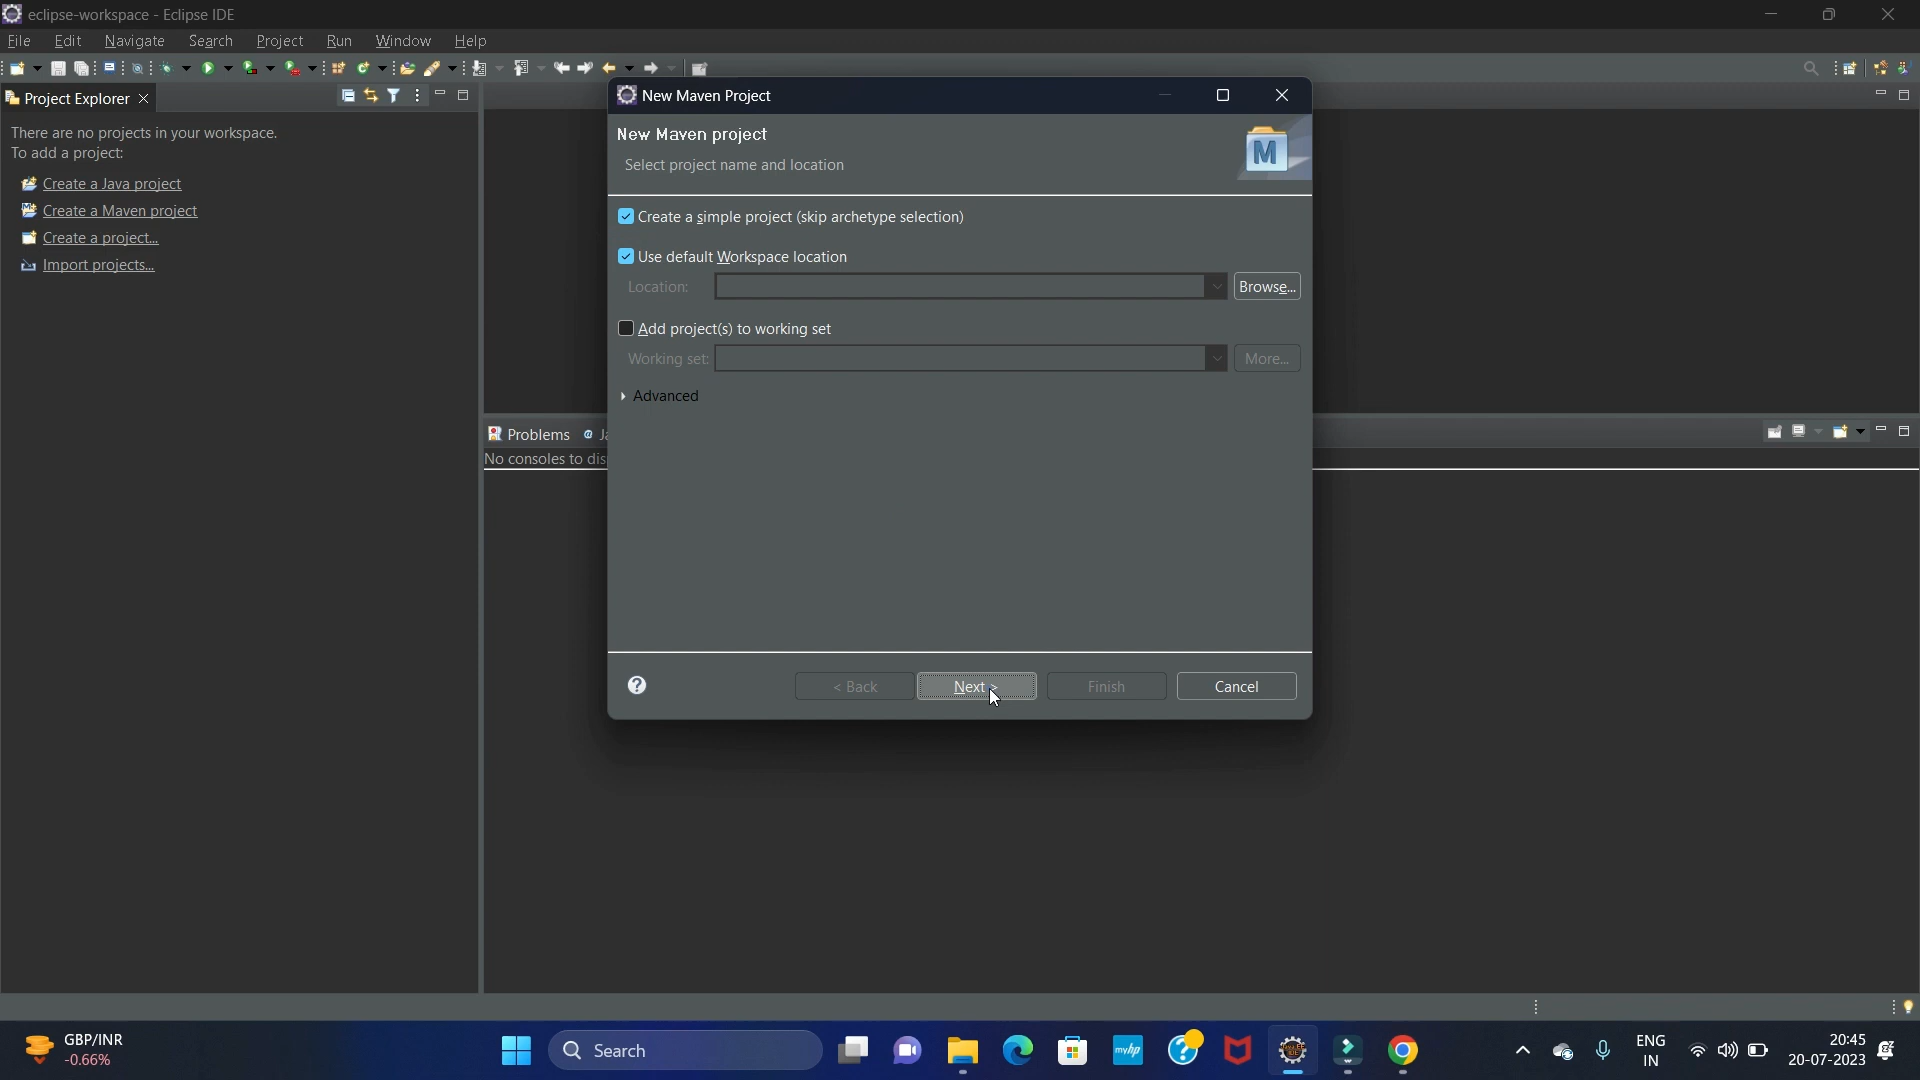 eclipse-workspace - Eclipse IDE
File Edit Navigate Search Project Run Window Help
Project Explorer
There are no projects in your workspace.
To add a project:
Create a Java project
Create a Maven project
Create a project...
Import projects...
New Maven Project
New Maven project
Select project name and location
M
Create a simple project (skip archetype selection)
Use default Workspace location
Location:
Browse...
Add project(s) to working set
Working set:
More...
Advanced
< Back
Next >
Finish
Cancel
Problems
No consoles to dis
GBP/INR
-0.66%
Search
myhp
ENG
IN
20:45
20-07-2023